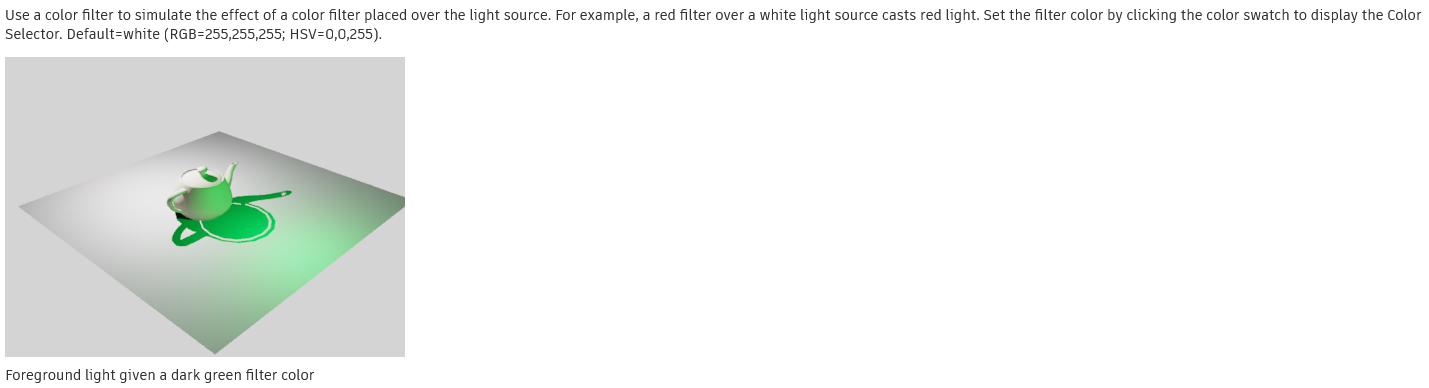 Use a color filter to simulate the effect of a color filter placed over the light source. For example, a red filter over a white light source casts red light. Set the filter color by clicking the color swatch to display the Color
Selector. Default=white (RGB=255,255,255; HSV=0,0,255).
Foreground light given a dark green filter color